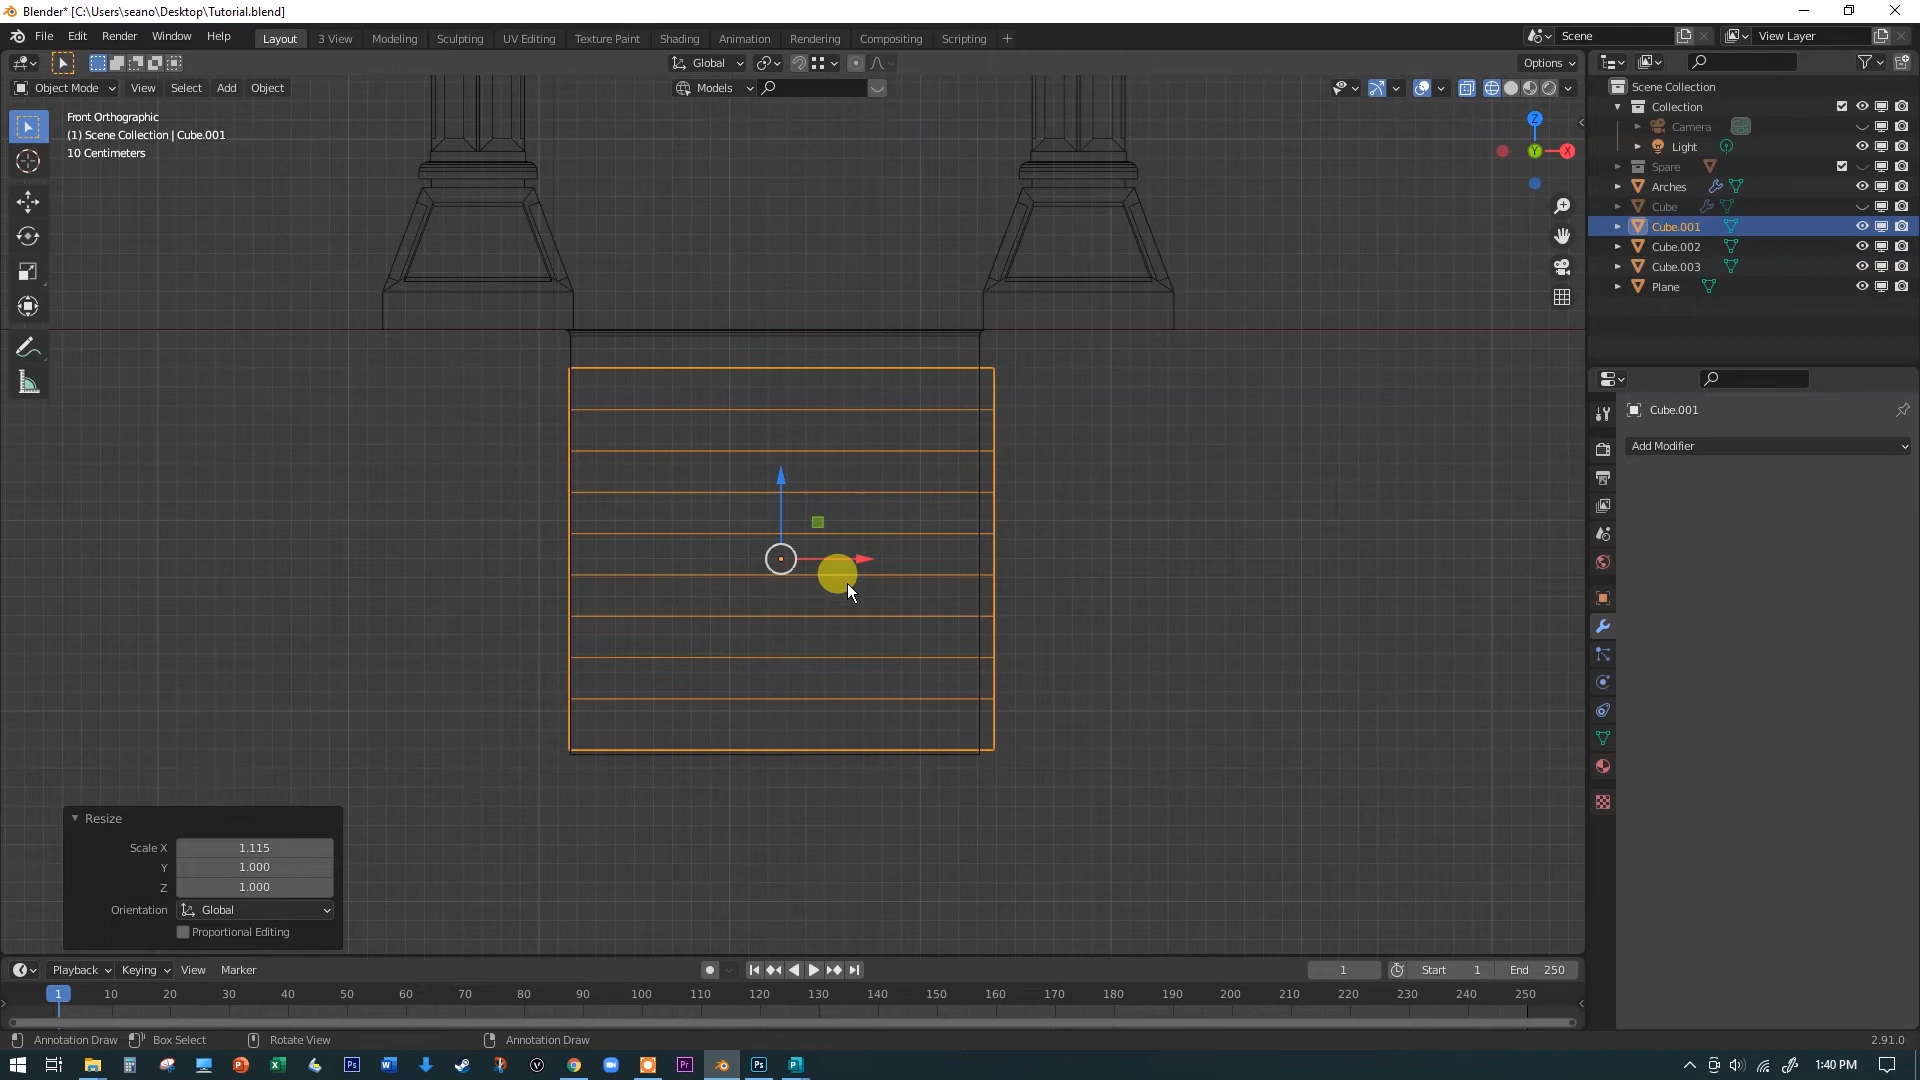 Blender* [C:\Users\seano\Desktop\Tutorial.blend]
File Edit Render Window Help
Layout 3 View Modeling Sculpting UV Editing Texture Paint Shading Animation Rendering Compositing Scripting +
Scene View Layer
Global Options
Object Mode View Select Add Object Models
Front Orthographic
(1) Scene Collection | Cube.001
10 Centimeters
Z
Y
X
Scene Collection
Collection
Camera
Light
Spare
Arches
Cube
Cube.001
Cube.002
Cube.003
Plane
Cube.001
Add Modifier
Resize
Scale X 1.115
Y 1.000
Z 1.000
Orientation Global
Proportional Editing
Playback Keying View Marker 1 Start 1 End 250
1 10 20 30 40 50 60 70 80 90 100 110 120 130 140 150 160 170 180 190 200 210 220 230 240 250
Annotation Draw Box Select Rotate View Annotation Draw 2.91.0
1:40 PM